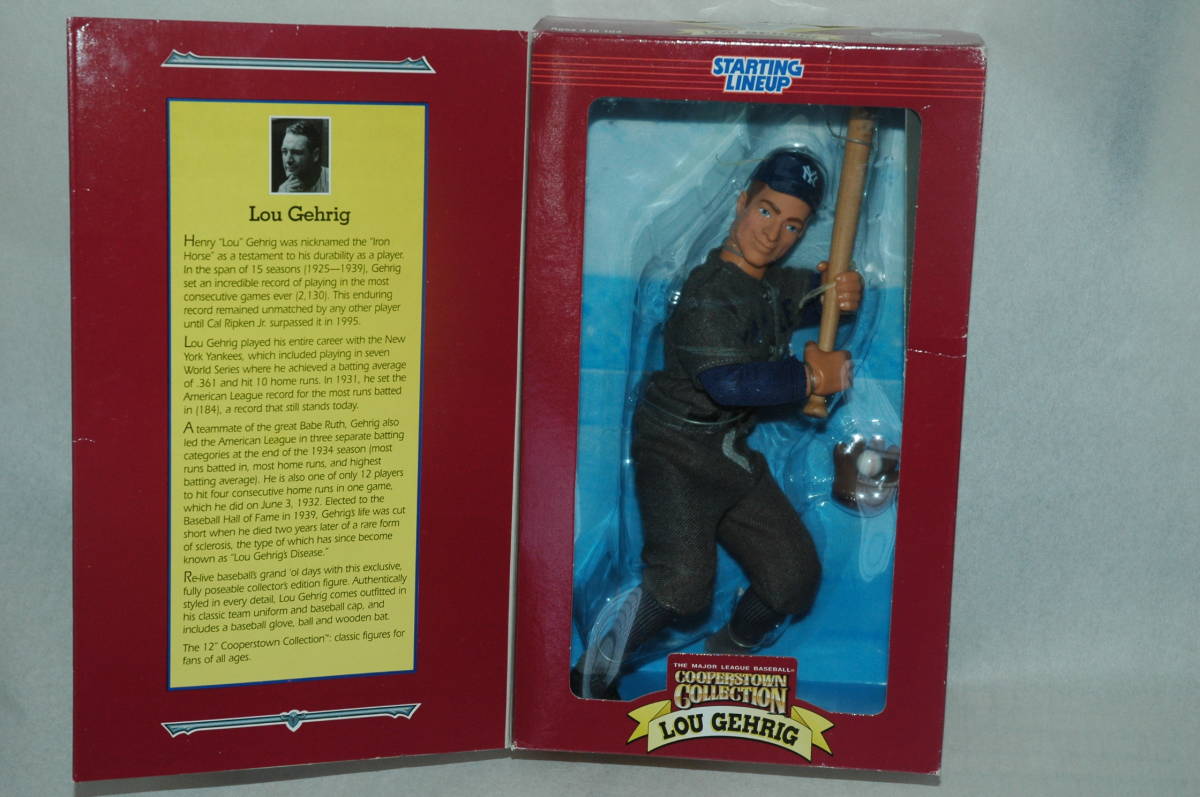 Lou Gehrig
Henry "Lou" Gehrig was nicknamed the "Iron
Horse" as a testament to his durability as a player.
In the span of 15 seasons (1925—1939), Gehrig
set an incredible record of playing in the most
consecutive games ever (2,130). This enduring
record remained unmatched by any other player
until Cal Ripken Jr. surpassed it in 1995.
Lou Gehrig played his entire career with the New
York Yankees, which included playing in seven
World Series where he achieved a batting average
of .361 and hit 10 home runs. In 1931, he set the
American League record for the most runs batted
in (184), a record that still stands today.
A teammate of the great Babe Ruth, Gehrig also
led the American League in three separate batting
categories at the end of the 1934 season (most
runs batted in, most home runs, and highest
batting average). He is also one of only 12 players
to hit four consecutive home runs in one game,
which he did on June 3, 1932. Elected to the
Baseball Hall of Fame in 1939, Gehrig's life was cut
short when he died two years later of a rare form
of sclerosis, the type of which has since become
known as "Lou Gehrig's Disease."
Re-live baseball's grand 'ol days with this exclusive,
fully poseable collector's edition figure. Authentically
styled in every detail, Lou Gehrig comes outfitted in
his classic team uniform and baseball cap, and
includes a baseball glove, ball and wooden bat.
The 12" Cooperstown Collection™: classic figures for
fans of all ages.
LOU GEHRIG
STARTING
LINEUP
NY
THE MAJOR LEAGUE BASEBALL®
COOPERSTOWN
COLLECTION
LOU GEHRIG